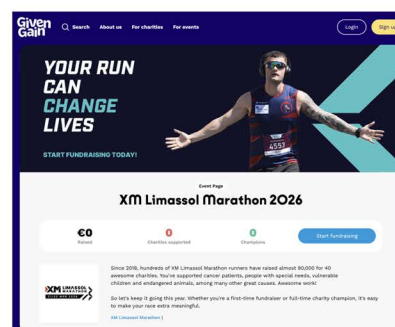 Given
Gain
Search About us For charities For events
Login
Sign u
YOUR RUN
CAN
CHANGE
LIVES
4557
START FUNDRAISING TODAY!
Event Page
XM Limassol Marathon 2026
€0
Raised
0
Charities supported
0
Champions
Start fundraising
XM LIMASSOL
MARATHON
Since 2018, hundreds of XM Limassol Marathon runners have raised almost 90,000 for 40
awesome charities. You've supported cancer patients, people with special needs, vulnerable
children and endangered animals, among many other great causes. Awesome work!
So let's keep it going this year. Whether you're a first-time fundraiser or full-time charity champion, it's easy
to make your race extra meaningful.
XM Limassol Marathon |